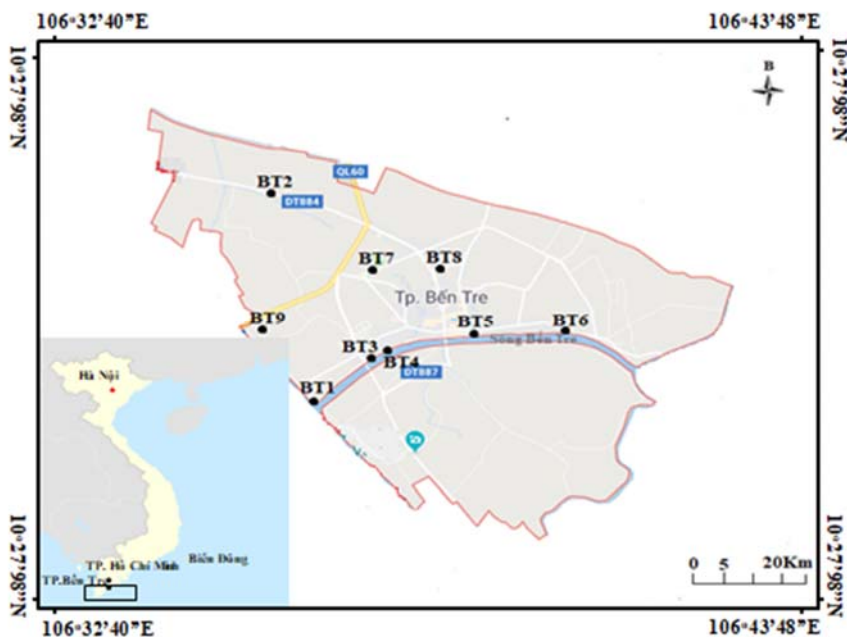 106°32'40"E
106°43'48"E
10°27'98"N
10°27'98"N
B
QL60
BT2
DT884
BT7
BT8
Tp. Bến Tre
BT9
BT5
BT6
Sông Bến Tre
BT3
BT4
DT887
BT1
Hà Nội
TP. Hồ Chí Minh
Biển Đông
TP.Bến Tre
0 5 20Km
10°27'98"N
10°27'98"N
106°32'40"E
106°43'48"E